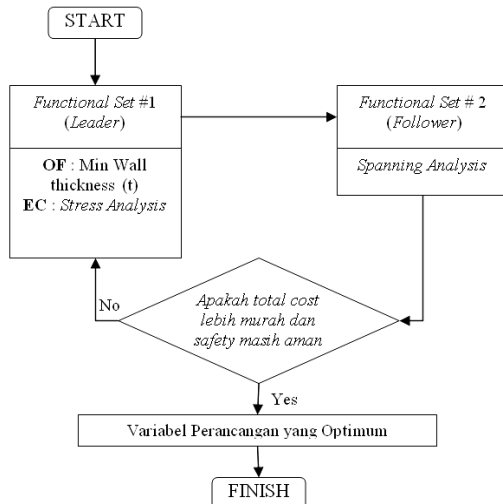 START
Functional Set #1
(Leader)
OF : Min Wall
thickness (t)
EC : Stress Analysis
Functional Set # 2
(Follower)
Spanning Analysis
No
Apakah total cost
lebih murah dan
safety masih aman
Yes
Variabel Perancangan yang Optimum
FINISH